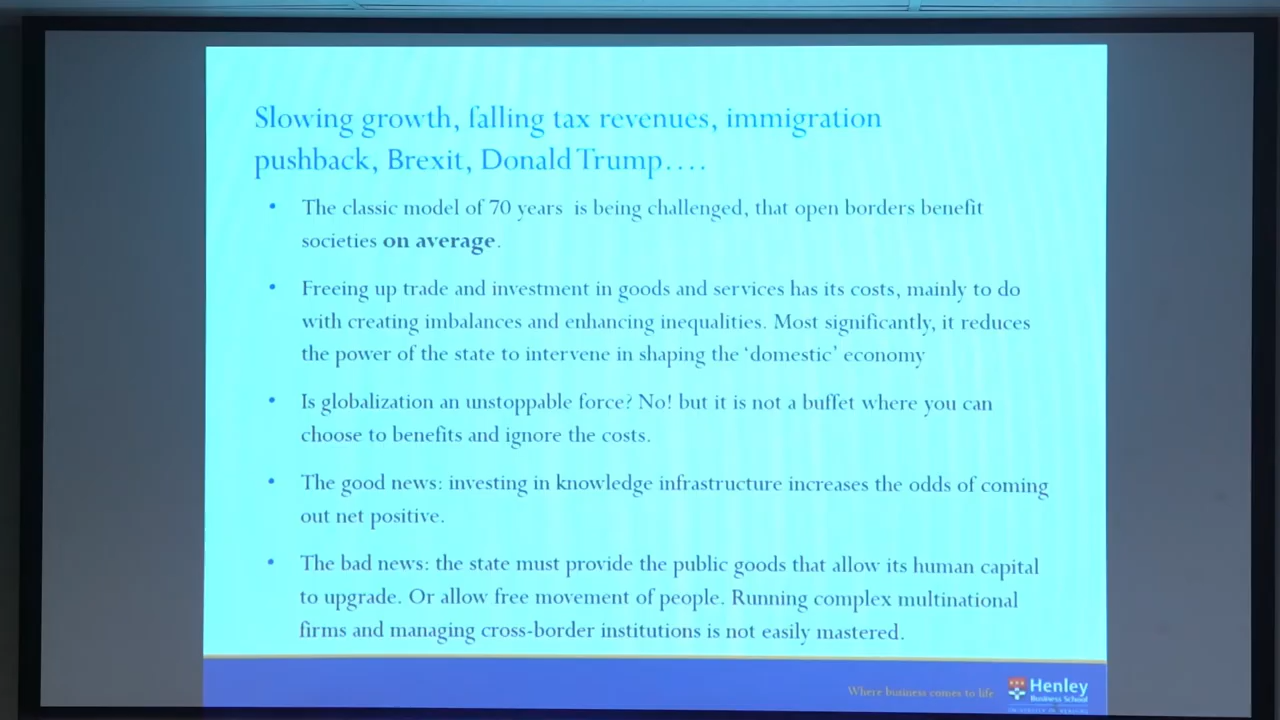 Slowing growth, falling tax revenues, immigration
pushback, Brexit, Donald Trump….
• The classic model of 70 years is being challenged, that open borders benefit
societies on average.
• Freeing up trade and investment in goods and services has its costs, mainly to do
with creating imbalances and enhancing inequalities. Most significantly, it reduces
the power of the state to intervene in shaping the ‘domestic’ economy
• Is globalization an unstoppable force? No! but it is not a buffet where you can
choose to benefits and ignore the costs.
• The good news: investing in knowledge infrastructure increases the odds of coming
out net positive.
• The bad news: the state must provide the public goods that allow its human capital
to upgrade. Or allow free movement of people. Running complex multinational
firms and managing cross-border institutions is not easily mastered.
Where business comes to life
Henley
Business School
UNIVERSITY OF READING